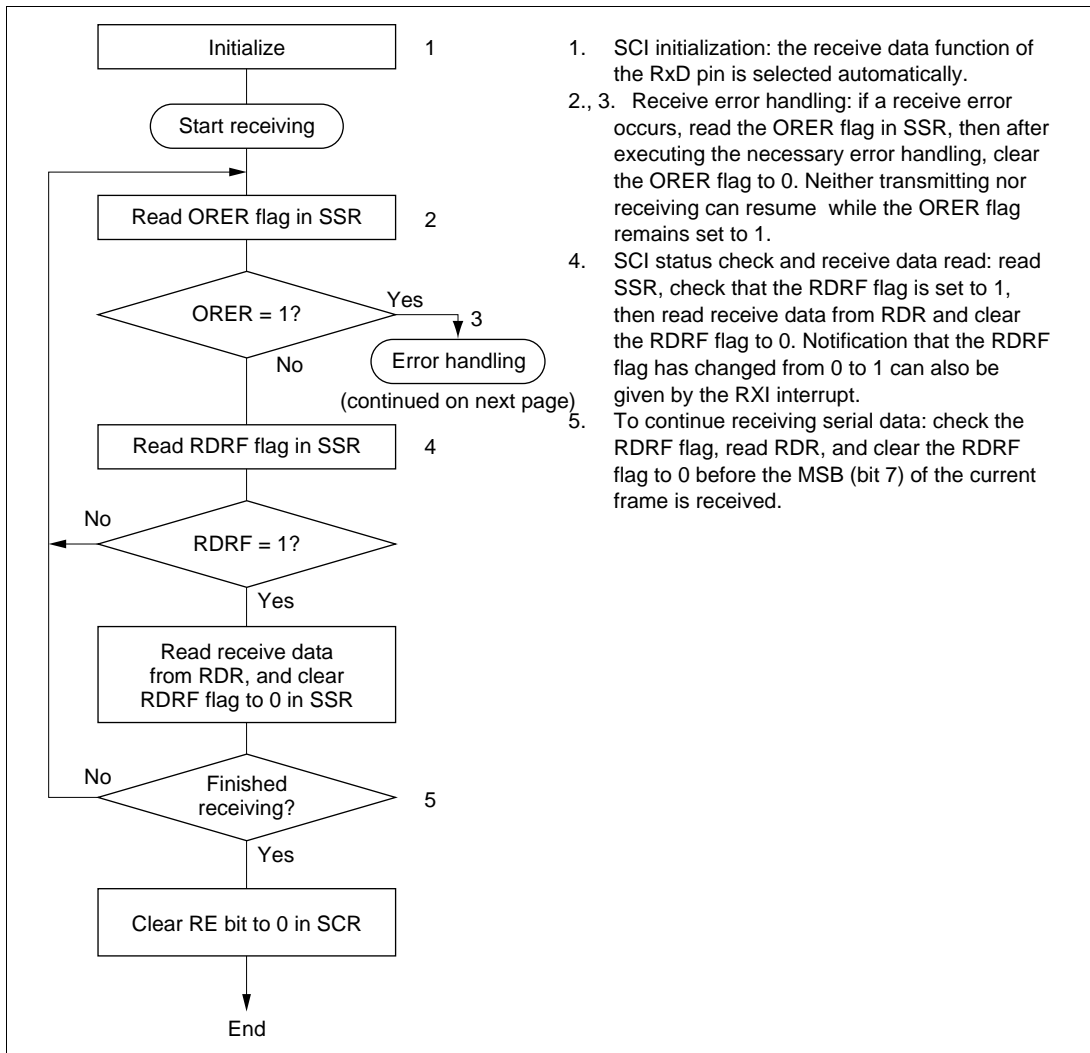 Initialize
1
Start receiving
Read ORER flag in SSR
2
ORER = 1?
Yes
3
No
Error handling
(continued on next page)
Read RDRF flag in SSR
4
No
RDRF = 1?
Yes
Read receive data
from RDR, and clear
RDRF flag to 0 in SSR
No
Finished
receiving?
5
Yes
Clear RE bit to 0 in SCR
End
1. SCI initialization: the receive data function of
the RxD pin is selected automatically.
2., 3. Receive error handling: if a receive error
occurs, read the ORER flag in SSR, then after
executing the necessary error handling, clear
the ORER flag to 0. Neither transmitting nor
receiving can resume while the ORER flag
remains set to 1.
4. SCI status check and receive data read: read
SSR, check that the RDRF flag is set to 1,
then read receive data from RDR and clear
the RDRF flag to 0. Notification that the RDRF
flag has changed from 0 to 1 can also be
given by the RXI interrupt.
5. To continue receiving serial data: check the
RDRF flag, read RDR, and clear the RDRF
flag to 0 before the MSB (bit 7) of the current
frame is received.